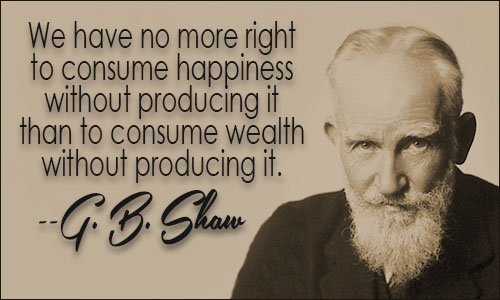 We have no more right
to consume happiness
without producing it
than to consume wealth
without producing it.
--G. B. Shaw